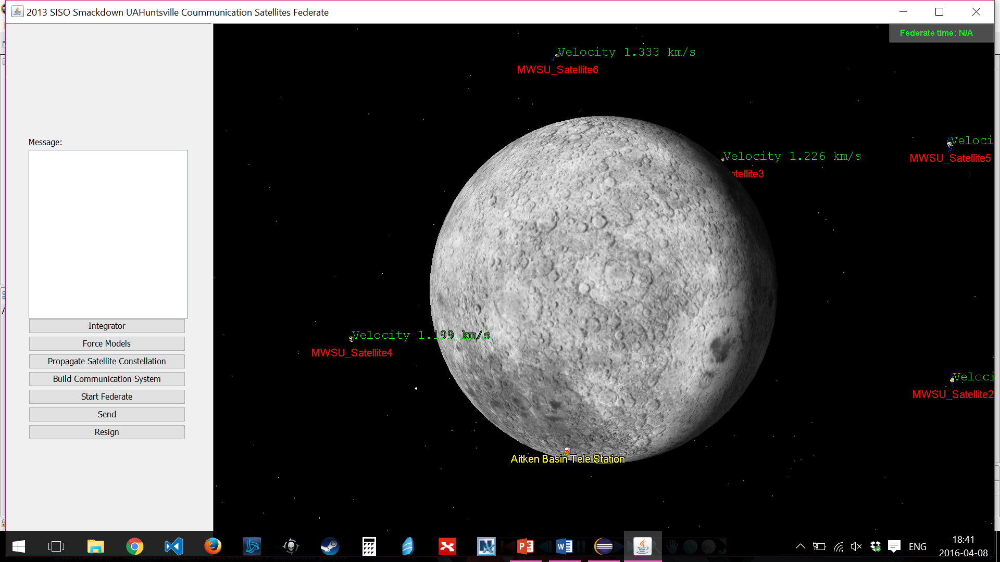 2013 SISO Smackdown UAHuntsville Coummunication Satellites Federate
Federate time: N/A
Velocity 1.333 km/s
MWSU_Satellite6
Message:
Veloci
MWSU_Satellite5
Velocity 1.226 km/s
atellite3
Integrator
Force Models
Propagate Satellite Constellation
Build Communication System
Start Federate
Send
Resign
Velocity 1.199 km/s
MWSU_Satellite4
Veloci
MWSU_Satellite2
Aitken Basin Tele Station
ENG
18:41
2016-04-08